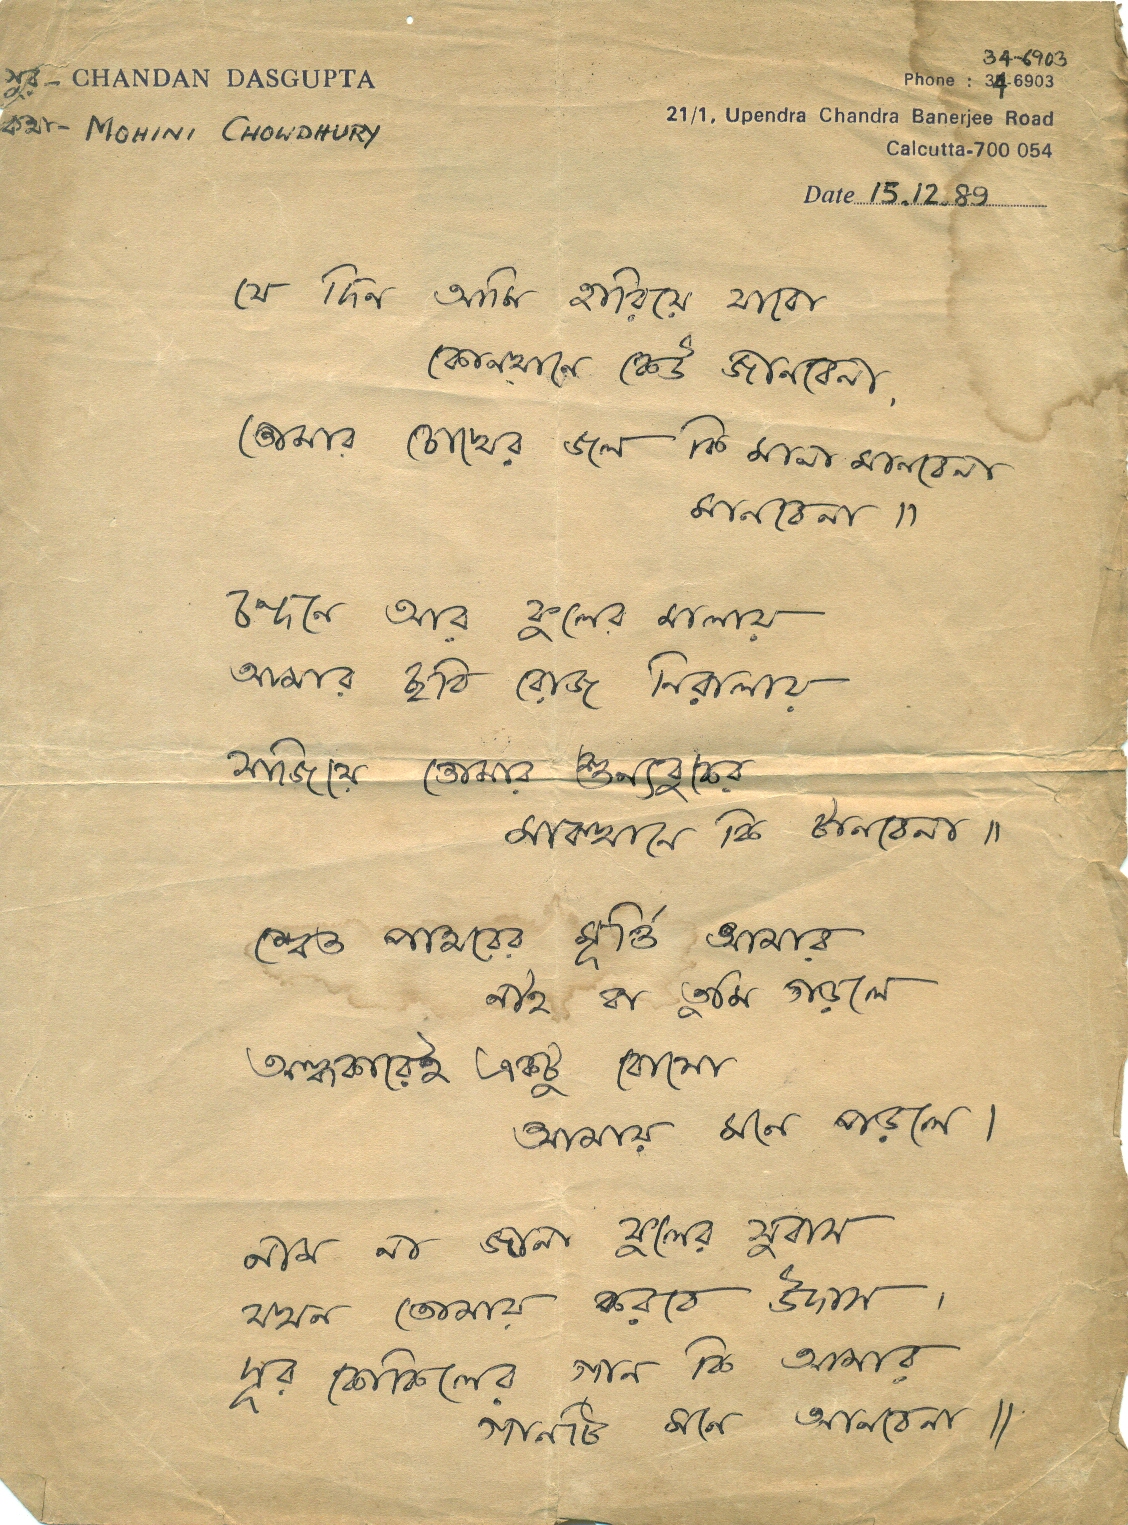 সুর - CHANDAN DASGUPTA
কথা - MOHINI CHOWDHURY
34-6903
Phone : 34-6903
21/1, Upendra Chandra Banerjee Road
Calcutta-700 054
Date 15.12.89
যে দিন আমি হারিয়ে যাবো
কোনখানে কেউ জানবেনা,
তোমার চোখের জলে কি মানা মানবেনা
মানবেনা ॥
চন্দনে আর ফুলের মালায়
আমার ছবি রোজ নিরালায়
সাজিয়ে তোমার শুন্যবুকের
মাঝখানে কি টানবেনা ॥
শ্বেত পাথরের মূর্ত্তি আমার
নাই বা তুমি গড়লে
অন্ধকারেই একটু বোসো
আমায় মনে পড়লে।
নাম না জানা ফুলের সুবাস
যখন তোমায় করবে উদাস,
দূর কোকিলের গান কি আমার
গানটি মনে আনবেনা ॥